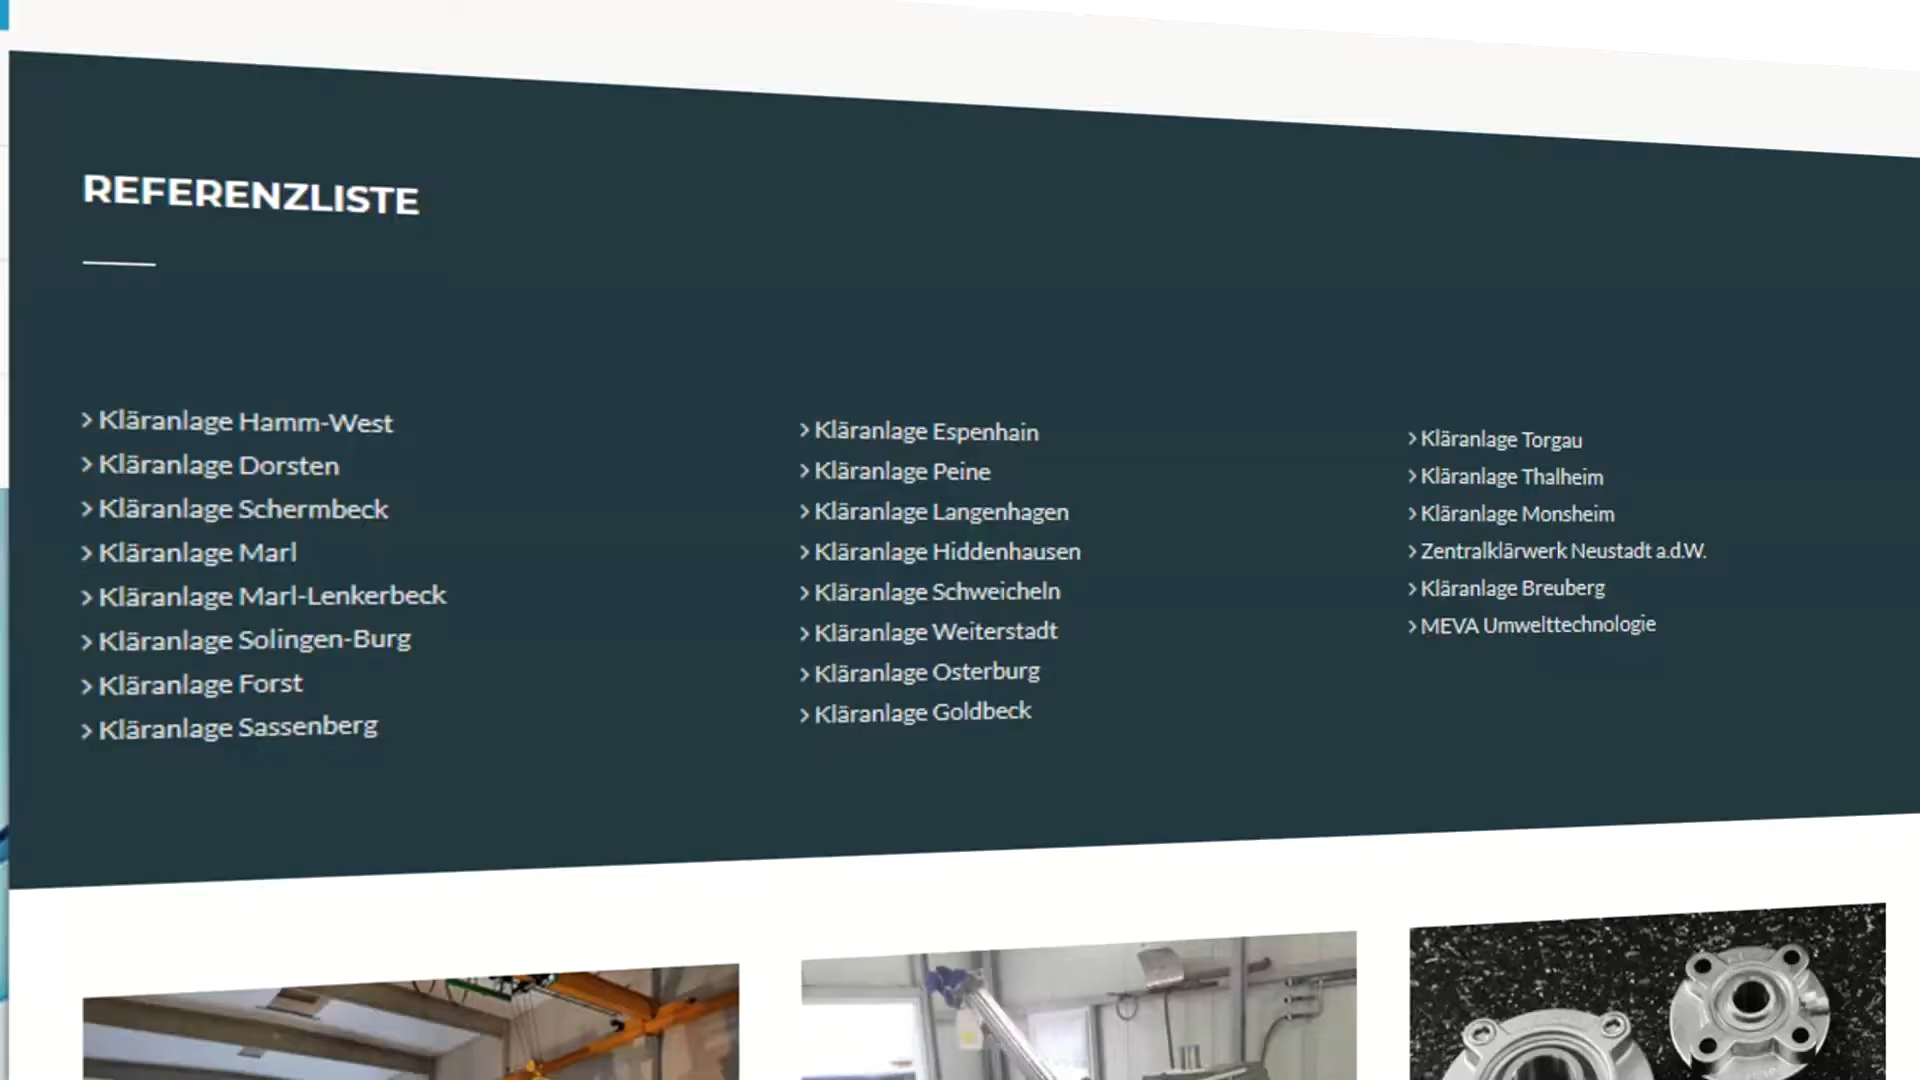 REFERENZLISTE
> Kläranlage Hamm-West
> Kläranlage Dorsten
> Kläranlage Schermbeck
> Kläranlage Marl
> Kläranlage Marl-Lenkerbeck
> Kläranlage Solingen-Burg
> Kläranlage Forst
> Kläranlage Sassenberg
> Kläranlage Espenhain
> Kläranlage Peine
> Kläranlage Langenhagen
> Kläranlage Hiddenhausen
> Kläranlage Schweicheln
> Kläranlage Weiterstadt
> Kläranlage Osterburg
> Kläranlage Goldbeck
> Kläranlage Torgau
> Kläranlage Thalheim
> Kläranlage Monsheim
> Zentralklärwerk Neustadt a.d.W.
> Kläranlage Breuberg
> MEVA Umwelttechnologie